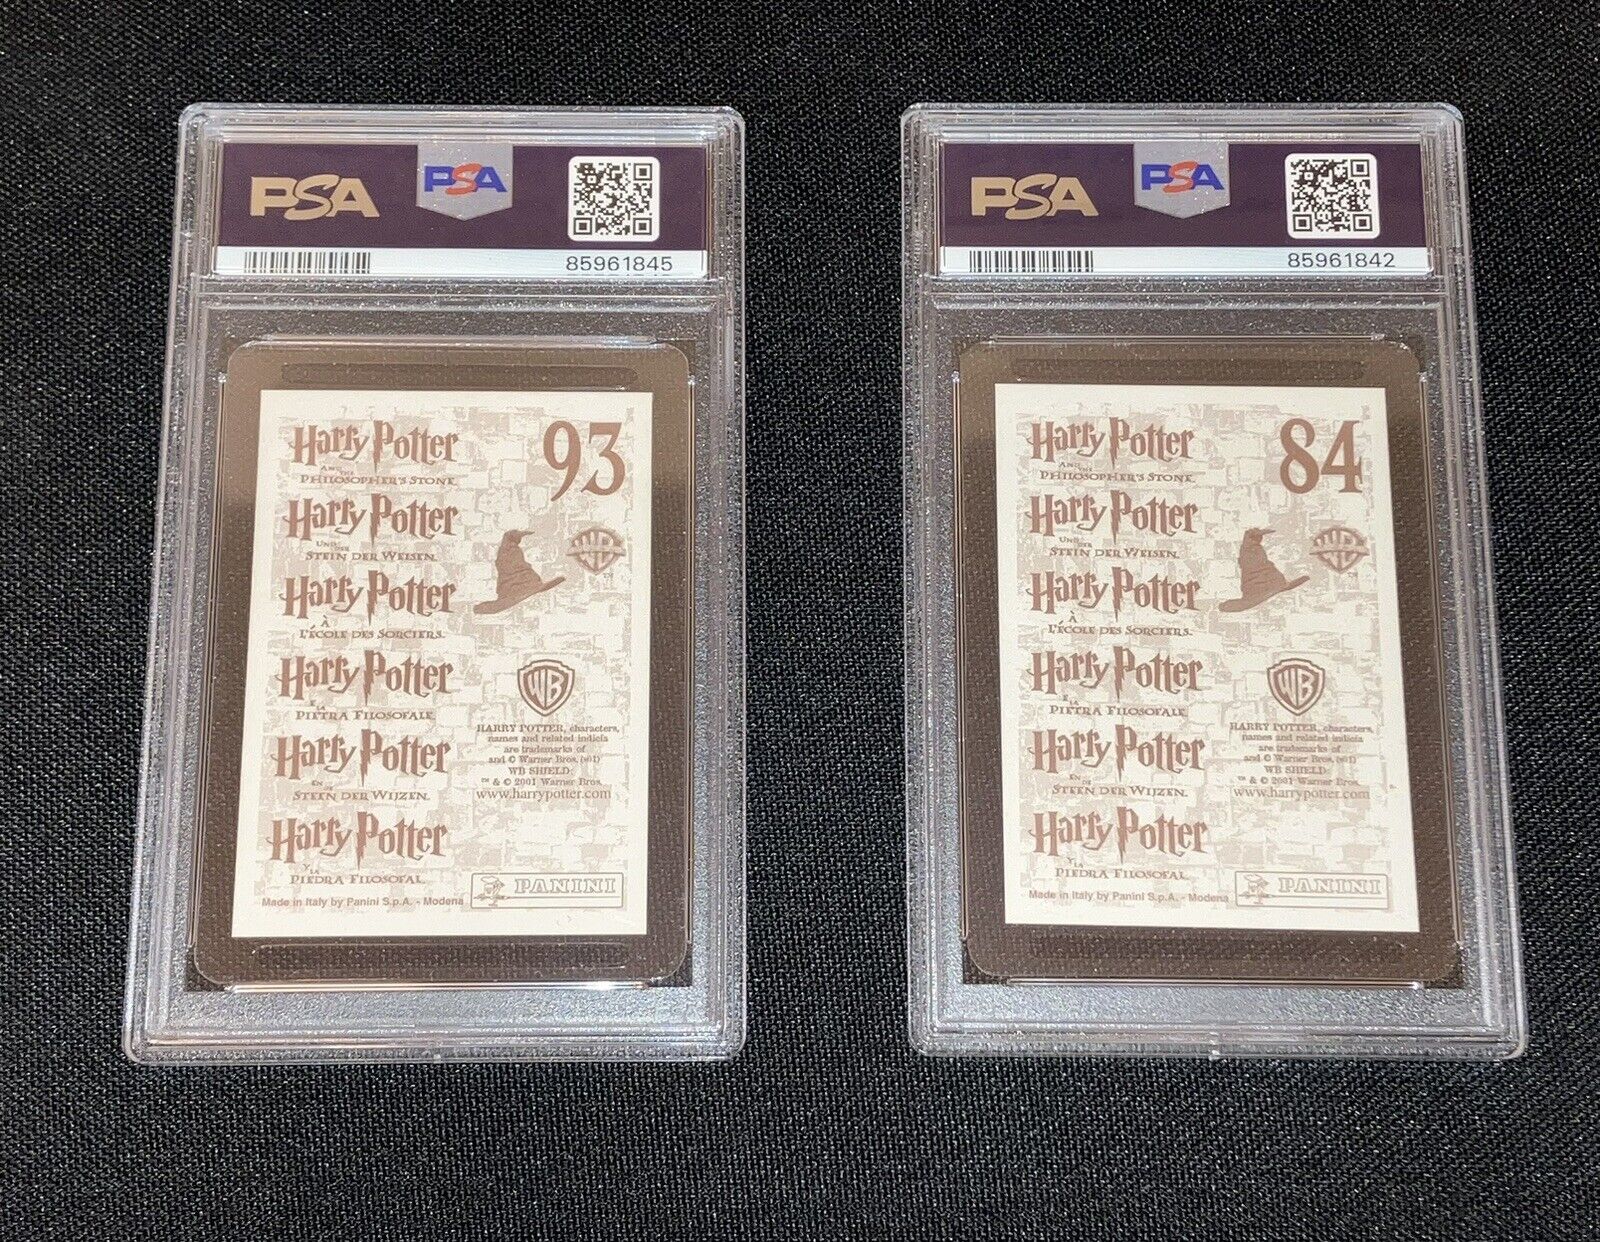 PSA
PSA
85961845
Harry Potter
AND THE
PHILOSOPHER'S STONE
93
Harry Potter
UND DER
STEIN DER WEISEN
Harry Potter
À
L'ÉCOLE DES SORCIERS
Harry Potter
E LA
PIETRA FILOSOFALE
Harry Potter
EN DE
STEEN DER WIJZEN
Harry Potter
Y LA
PIEDRA FILOSOFAL
WB
TM
WB
HARRY POTTER, characters,
names and related indicia
are trademarks of
and © Warner Bros. (s01)
WB SHIELD:
™ & © 2001 Warner Bros.
www.harrypotter.com
Made in Italy by Panini S.p.A. - Modena
PANINI
PSA
PSA
85961842
Harry Potter
AND THE
PHILOSOPHER'S STONE
84
Harry Potter
UND DER
STEIN DER WEISEN
Harry Potter
À
L'ÉCOLE DES SORCIERS
Harry Potter
E LA
PIETRA FILOSOFALE
Harry Potter
EN DE
STEEN DER WIJZEN
Harry Potter
Y LA
PIEDRA FILOSOFAL
WB
TM
WB
HARRY POTTER, characters,
names and related indicia
are trademarks of
and © Warner Bros. (s01)
WB SHIELD:
™ & © 2001 Warner Bros.
www.harrypotter.com
Made in Italy by Panini S.p.A. - Modena
PANINI